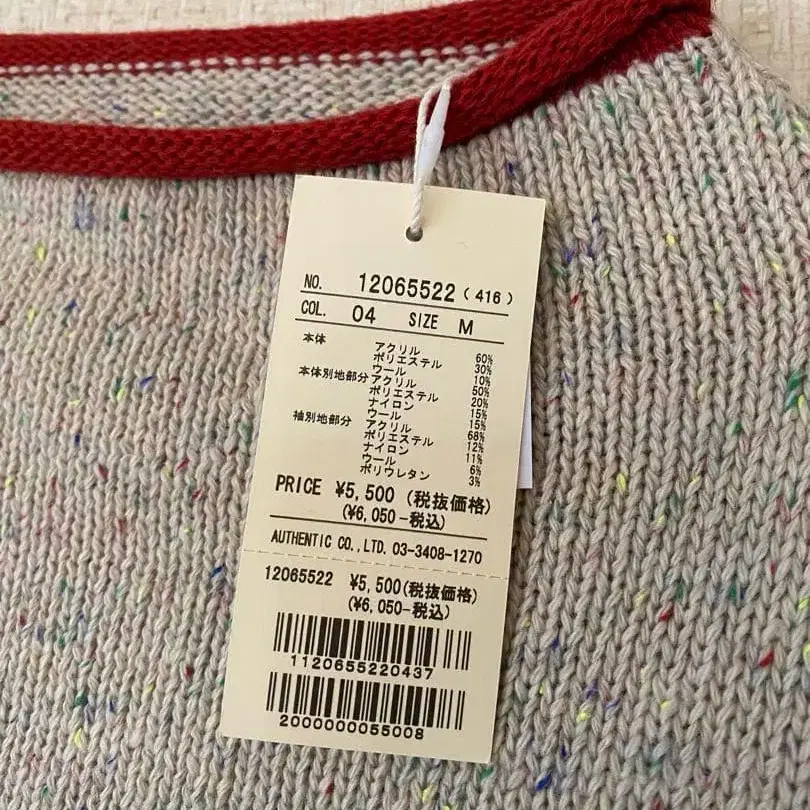 NO. 12065522 (416)
COL. 04 SIZE M
本体 アクリル 60%
ポリエステル 30%
ウール 10%
本体別地部分 アクリル 50%
ポリエステル 20%
ナイロン 15%
ウール 15%
袖別地部分 アクリル 68%
ポリエステル 12%
ナイロン 11%
ウール 6%
ポリウレタン 3%
PRICE ¥5,500 (税抜価格)
(¥6,050-税込)
AUTHENTIC CO.,LTD. 03-3408-1270
12065522 ¥5,500(税抜価格)
(¥6,050-税込)
1120655220437
2000000055008